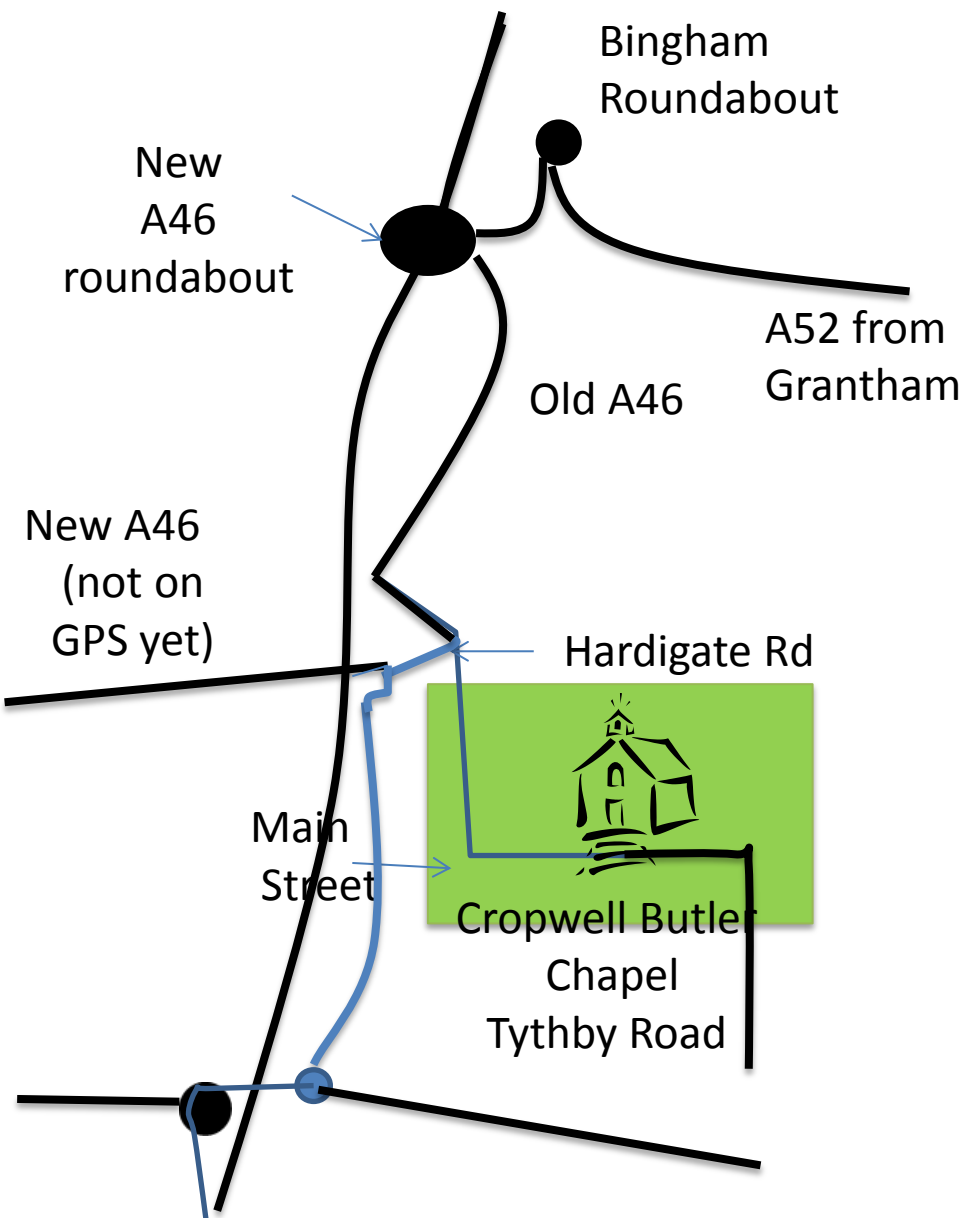 Bingham
Roundabout
New
A46
roundabout
A52 from
Grantham
Old A46
New A46
(not on
GPS yet)
Hardigate Rd
Main
Street
Cropwell Butler
Chapel
Tythby Road